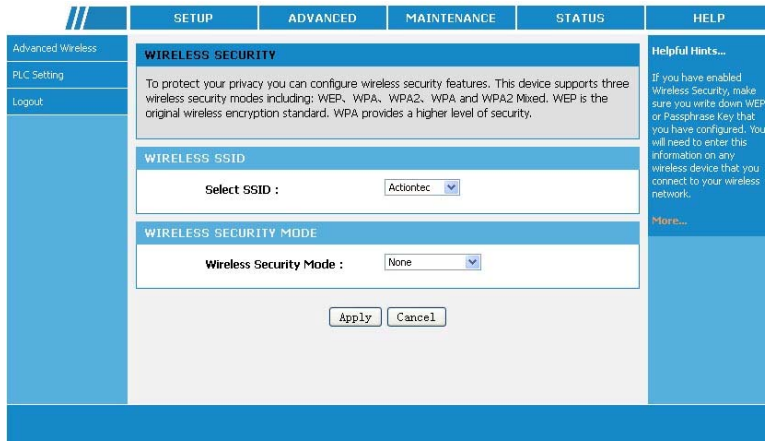 SETUP ADVANCED MAINTENANCE STATUS HELP
Advanced Wireless
PLC Setting
Logout
WIRELESS SECURITY
To protect your privacy you can configure wireless security features. This device supports three
wireless security modes including: WEP、WPA、WPA2、WPA and WPA2 Mixed. WEP is the
original wireless encryption standard. WPA provides a higher level of security.
WIRELESS SSID
Select SSID : Actiontec
WIRELESS SECURITY MODE
Wireless Security Mode : None
Apply Cancel
Helpful Hints...
If you have enabled
Wireless Security, make
sure you write down WEP
or Passphrase Key that
you have configured. You
will need to enter this
information on any
wireless device that you
connect to your wireless
network.
More...